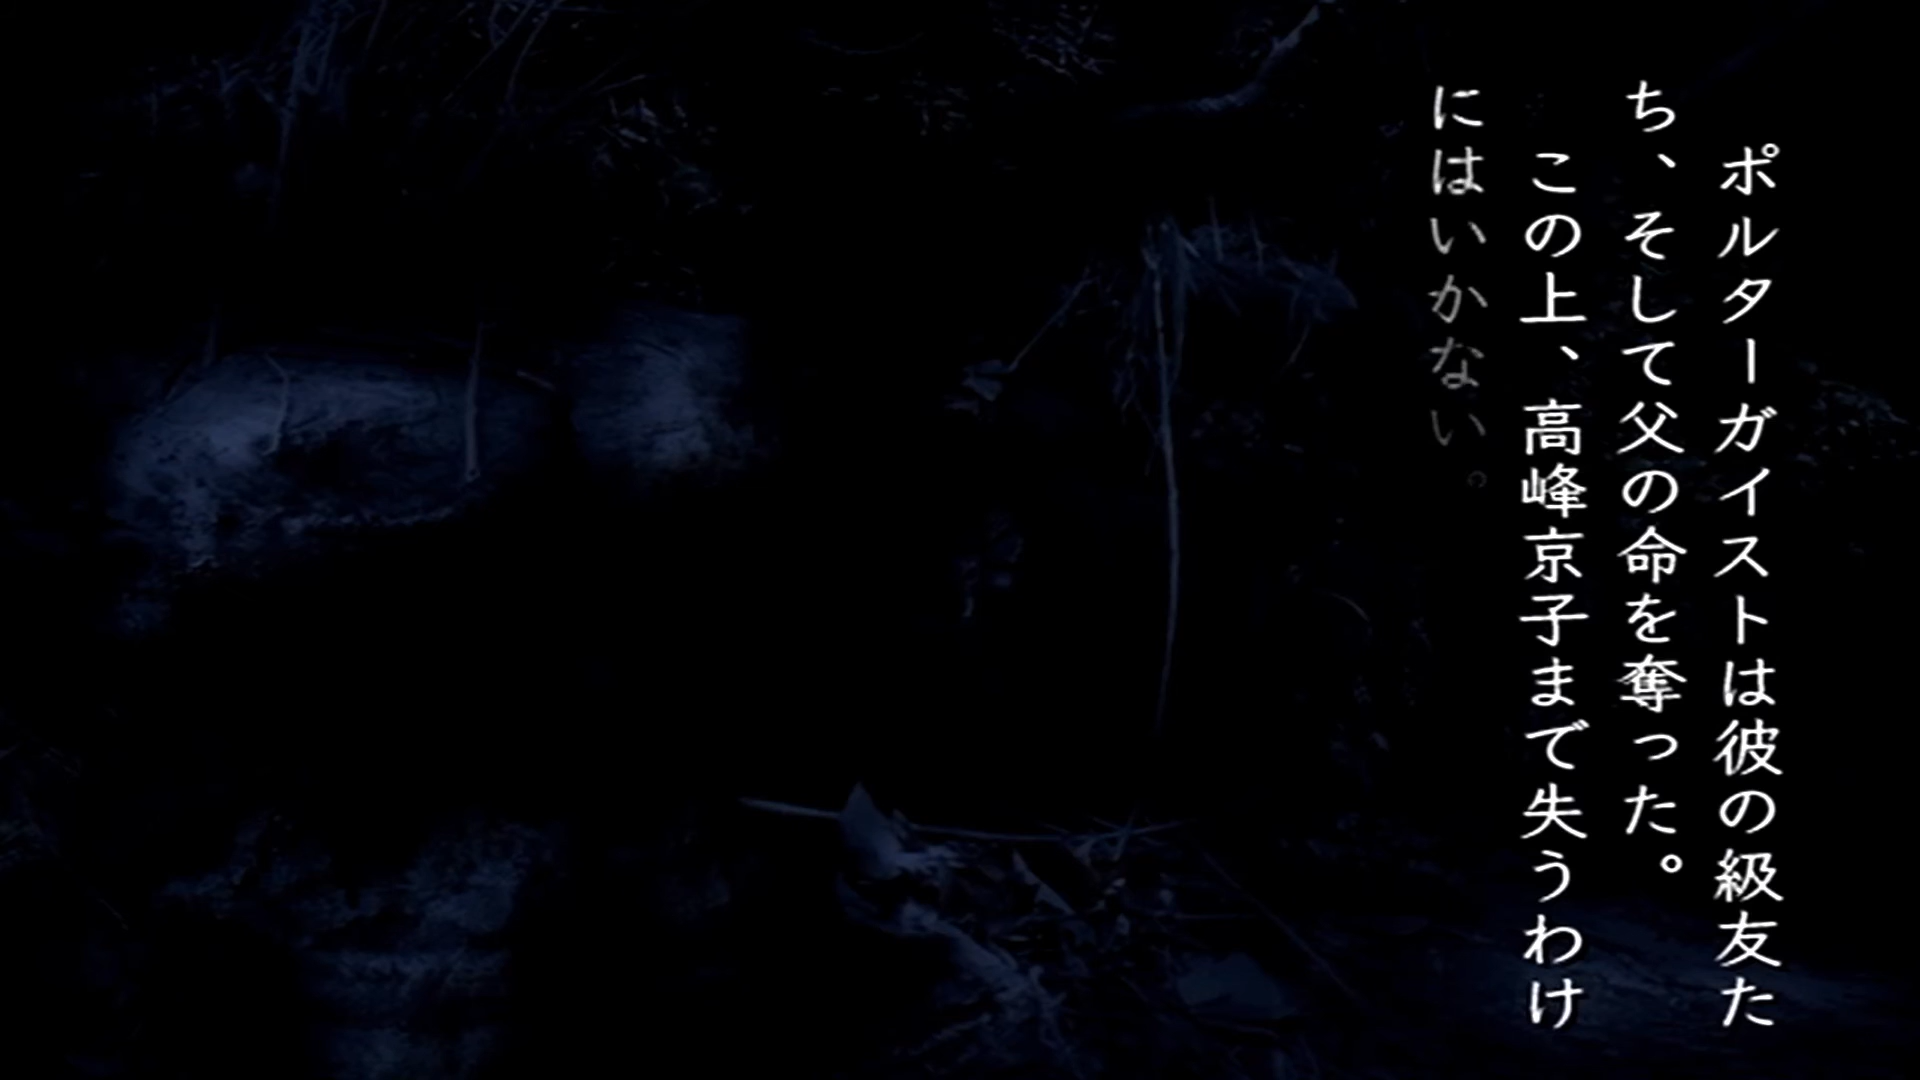 ポルターガイストは彼の級友た
ち、そして父の命を奪った。
この上、高峰京子まで失うわけ
にはいかない。